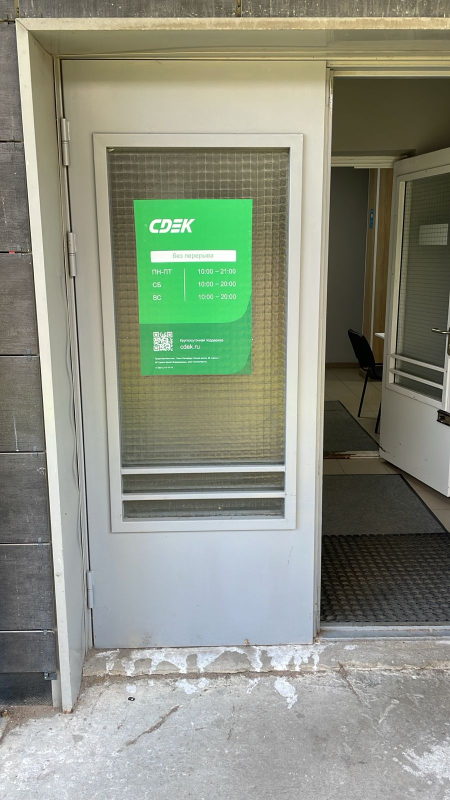 CDEK
без перерыва
ПН-ПТ 10:00 – 21:00
СБ 10:00 – 20:00
ВС 10:00 – 20:00
Круглосуточная поддержка
cdek.ru